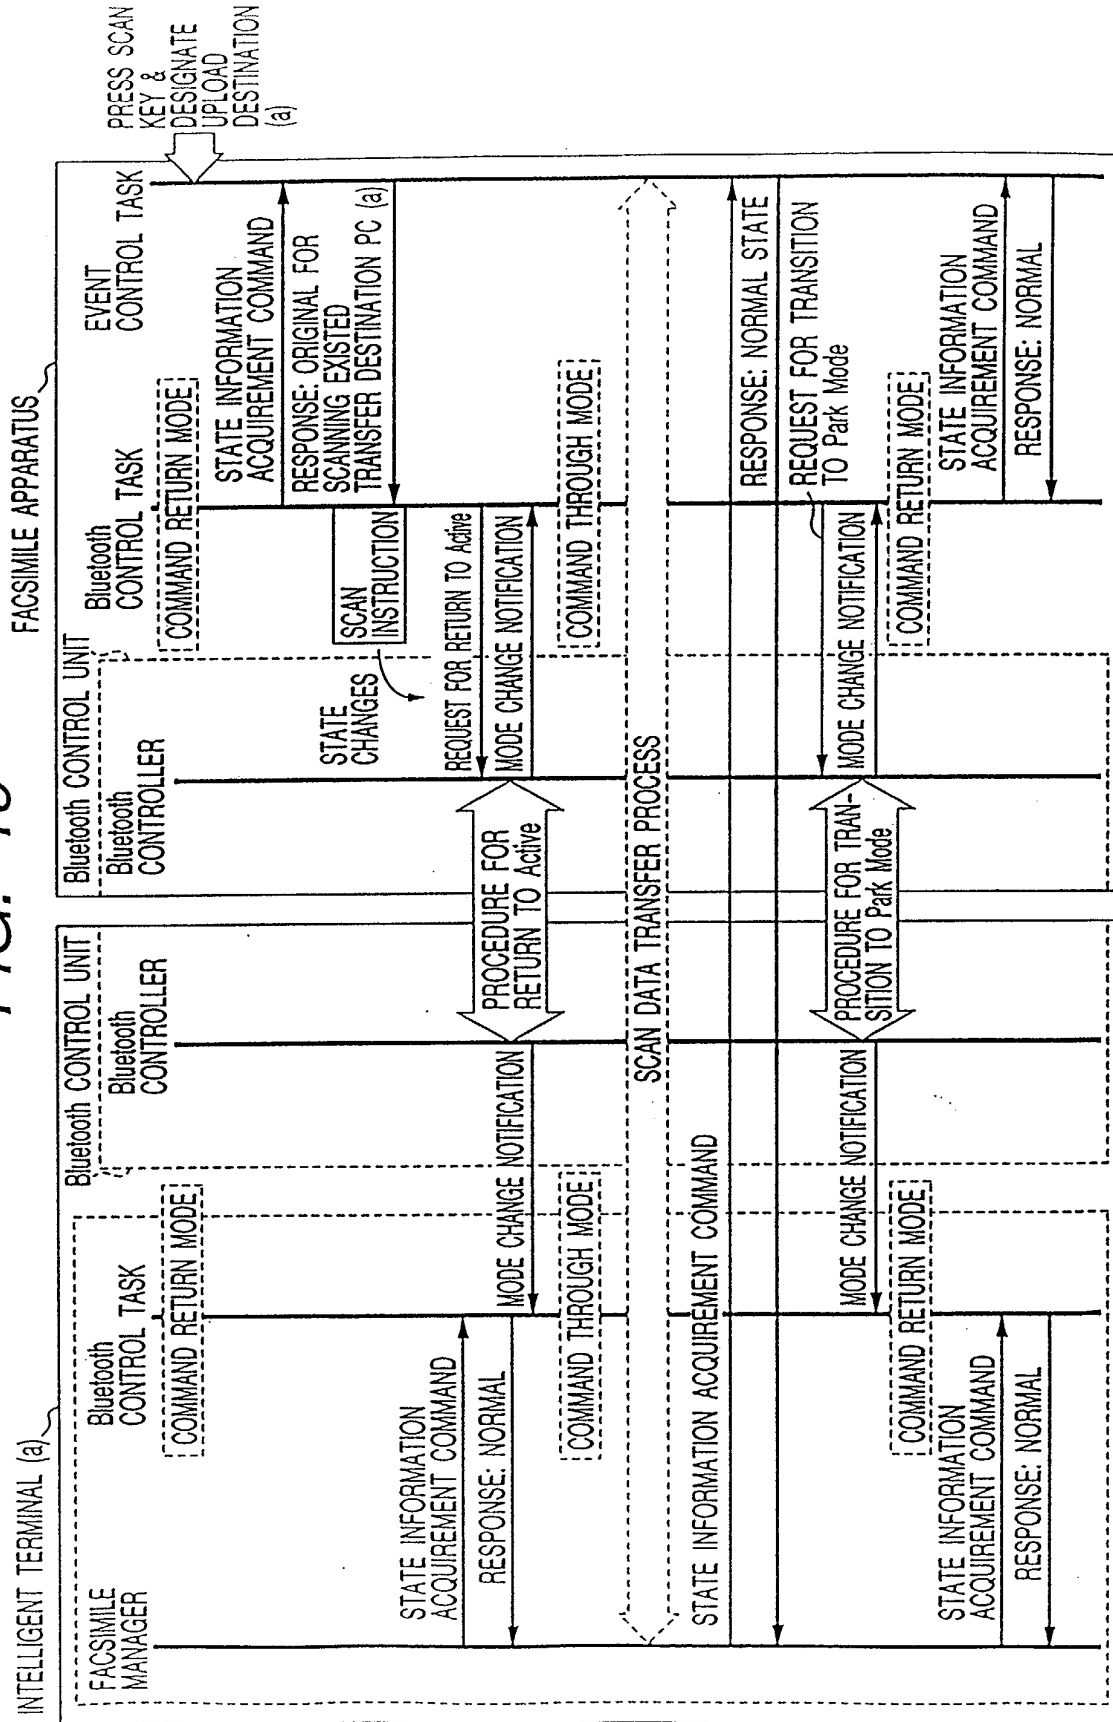 FIG. 10
INTELLIGENT TERMINAL (a)
FACSIMILE APPARATUS
FACSIMILE
MANAGER
Bluetooth
CONTROL TASK
Bluetooth CONTROL UNIT
Bluetooth
CONTROLLER
Bluetooth CONTROL UNIT
Bluetooth
CONTROLLER
Bluetooth
CONTROL TASK
EVENT
CONTROL TASK
PRESS SCAN
KEY &
DESIGNATE
UPLOAD
DESTINATION
(a)
COMMAND RETURN MODE
COMMAND RETURN MODE
STATE INFORMATION
ACQUIREMENT COMMAND
RESPONSE: ORIGINAL FOR
SCANNING EXISTED
TRANSFER DESTINATION PC (a)
SCAN
INSTRUCTION
STATE
CHANGES
STATE INFORMATION
ACQUIREMENT COMMAND
RESPONSE: NORMAL
REQUEST FOR RETURN TO Active
MODE CHANGE NOTIFICATION
PROCEDURE FOR
RETURN TO Active
MODE CHANGE NOTIFICATION
COMMAND THROUGH MODE
COMMAND THROUGH MODE
SCAN DATA TRANSFER PROCESS
STATE INFORMATION ACQUIREMENT COMMAND
RESPONSE: NORMAL STATE
REQUEST FOR TRANSITION
TO Park Mode
MODE CHANGE NOTIFICATION
PROCEDURE FOR TRAN-
SITION TO Park Mode
MODE CHANGE NOTIFICATION
COMMAND RETURN MODE
COMMAND RETURN MODE
STATE INFORMATION
ACQUIREMENT COMMAND
RESPONSE: NORMAL
STATE INFORMATION
ACQUIREMENT COMMAND
RESPONSE: NORMAL